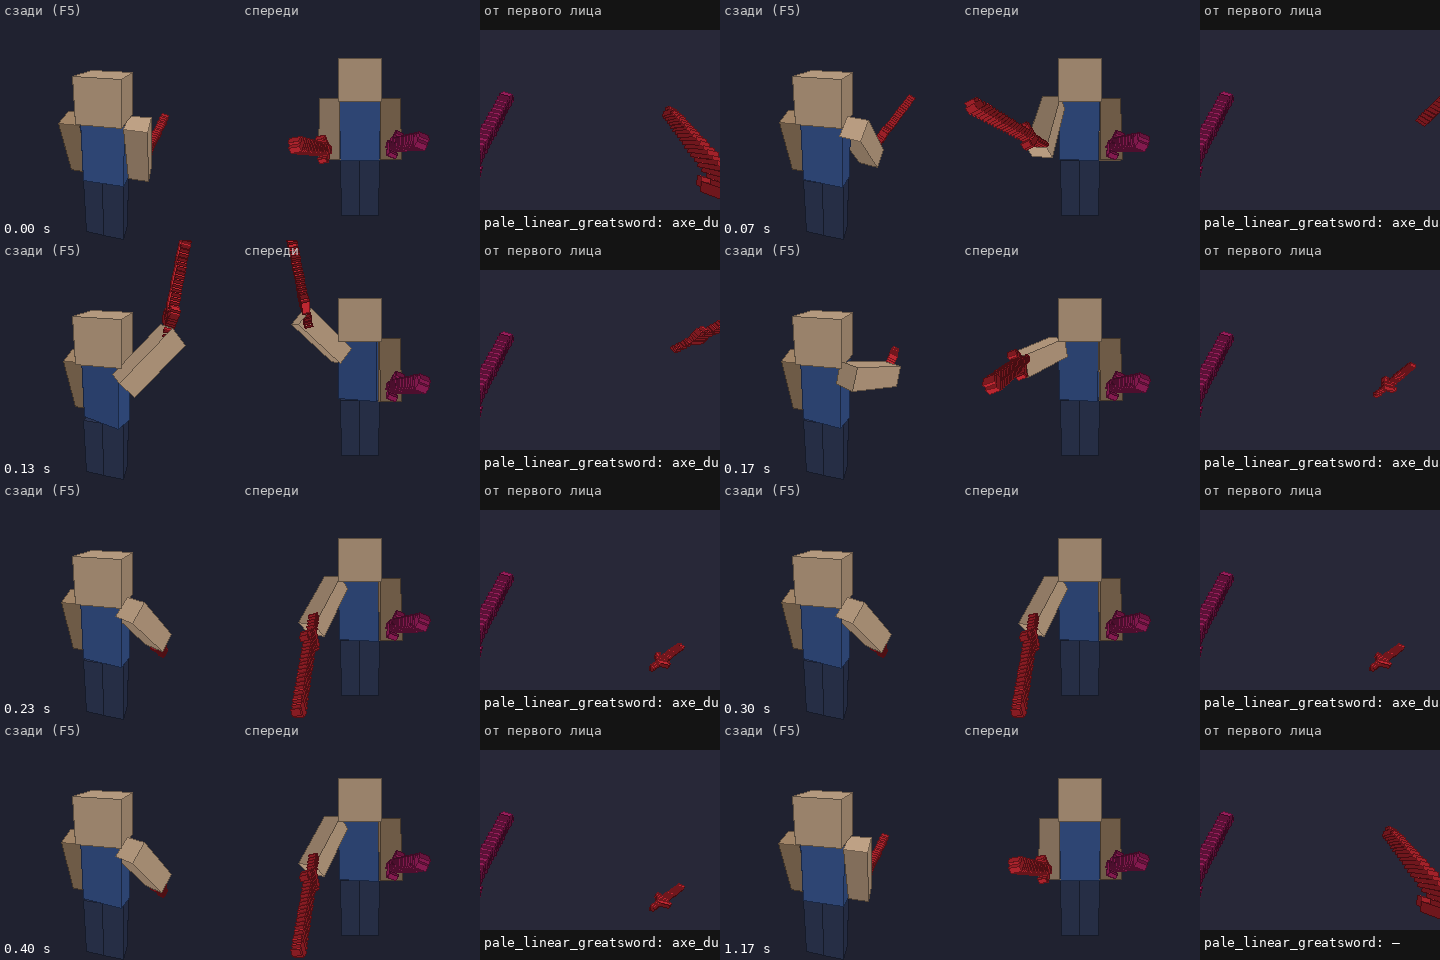 сзади (F5) спереди от первого лица сзади (F5) спереди от первого лица
0.00 s pale_linear_greatsword: axe_du 0.07 s pale_linear_greatsword: axe_du
сзади (F5) спереди от первого лица сзади (F5) спереди от первого лица
0.13 s pale_linear_greatsword: axe_du 0.17 s pale_linear_greatsword: axe_du
сзади (F5) спереди от первого лица сзади (F5) спереди от первого лица
0.23 s pale_linear_greatsword: axe_du 0.30 s pale_linear_greatsword: axe_du
сзади (F5) спереди от первого лица сзади (F5) спереди от первого лица
0.40 s pale_linear_greatsword: axe_du 1.17 s pale_linear_greatsword: —